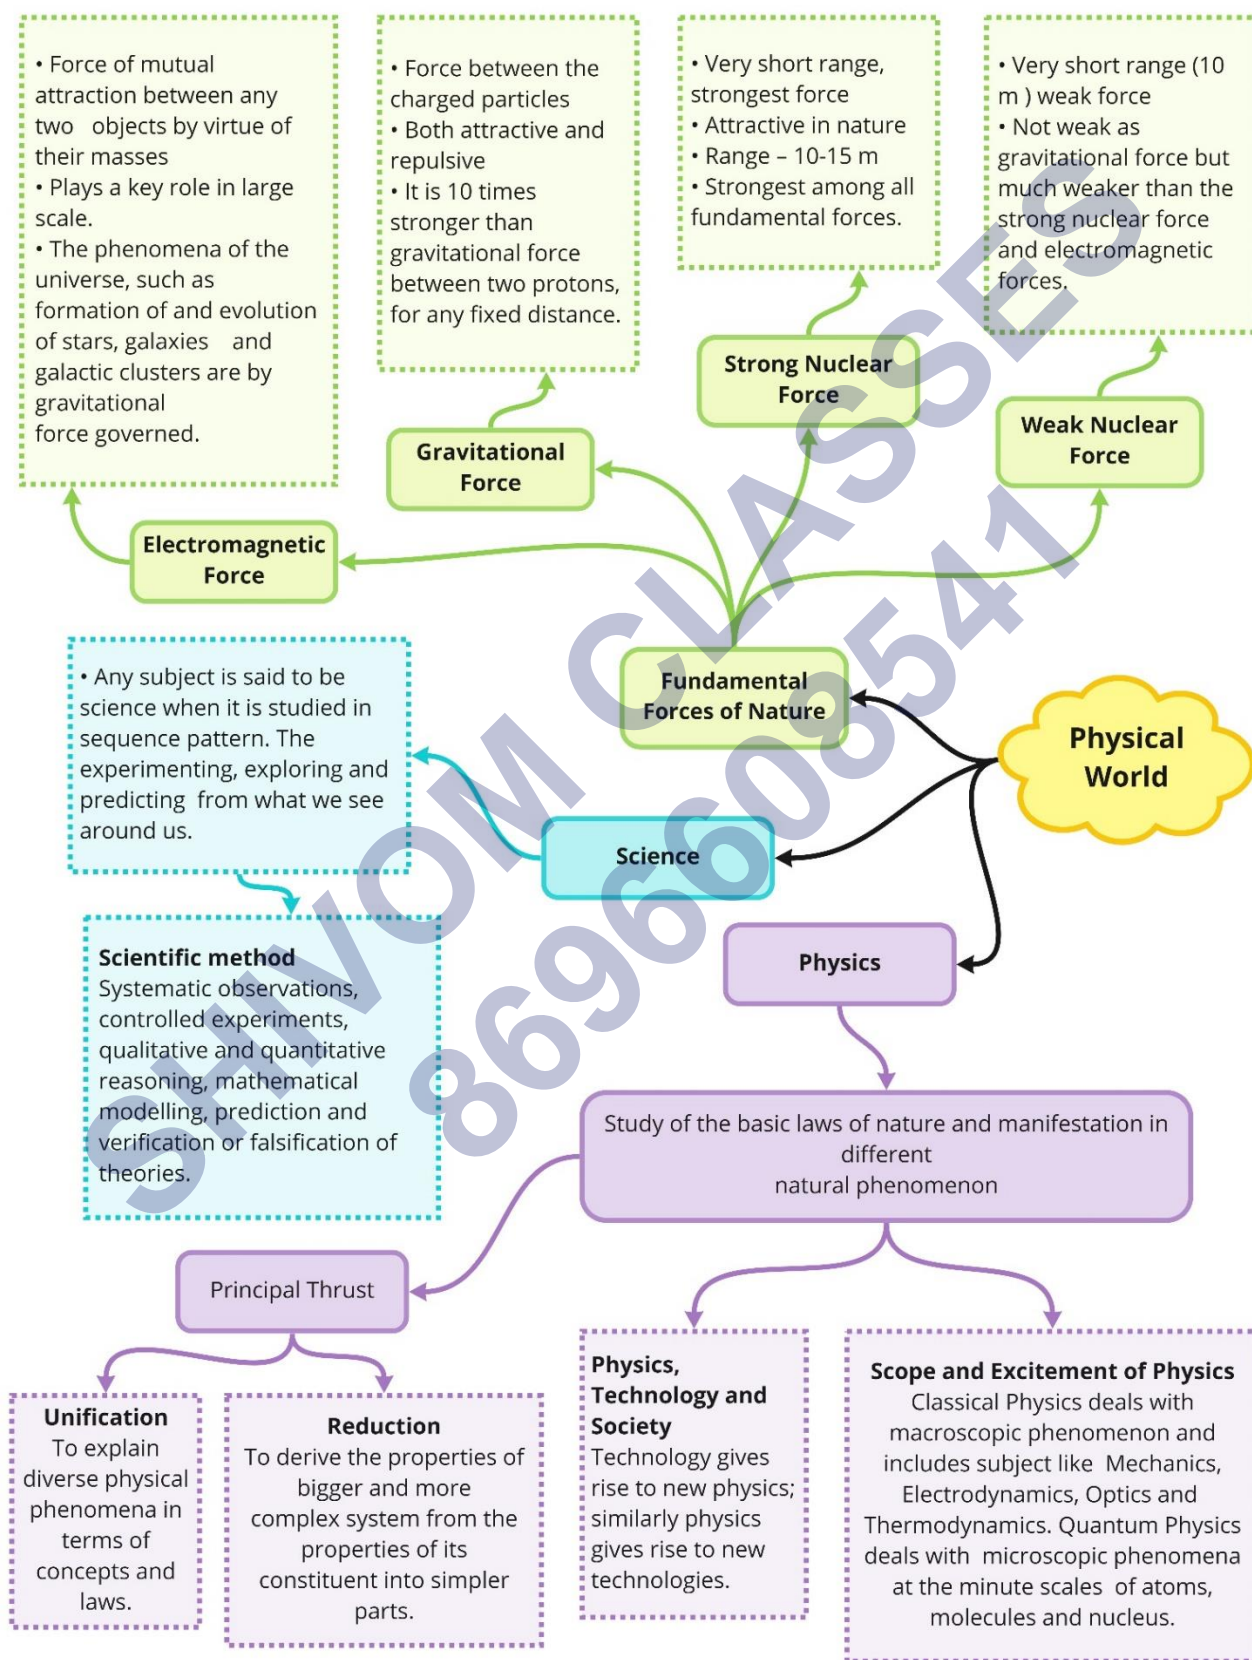 • Force of mutual
attraction between any
two objects by virtue of
their masses
• Plays a key role in large
scale.
• The phenomena of the
universe, such as
formation of and evolution
of stars, galaxies and
galactic clusters are by
gravitational
force governed.
• Force between the
charged particles
• Both attractive and
repulsive
• It is 10 times
stronger than
gravitational force
between two protons,
for any fixed distance.
• Very short range,
strongest force
• Attractive in nature
• Range – 10-15 m
• Strongest among all
fundamental forces.
• Very short range (10
m ) weak force
• Not weak as
gravitational force but
much weaker than the
strong nuclear force
and electromagnetic
forces.
Electromagnetic
Force
Gravitational
Force
Strong Nuclear
Force
Weak Nuclear
Force
Fundamental
Forces of Nature
Physical
World
• Any subject is said to be
science when it is studied in
sequence pattern. The
experimenting, exploring and
predicting from what we see
around us.
Science
Scientific method
Systematic observations,
controlled experiments,
qualitative and quantitative
reasoning, mathematical
modelling, prediction and
verification or falsification of
theories.
Physics
Study of the basic laws of nature and manifestation in
different
natural phenomenon
Principal Thrust
Unification
To explain
diverse physical
phenomena in
terms of
concepts and
laws.
Reduction
To derive the properties of
bigger and more
complex system from the
properties of its
constituent into simpler
parts.
Physics,
Technology and
Society
Technology gives
rise to new physics;
similarly physics
gives rise to new
technologies.
Scope and Excitement of Physics
Classical Physics deals with
macroscopic phenomenon and
includes subject like Mechanics,
Electrodynamics, Optics and
Thermodynamics. Quantum Physics
deals with microscopic phenomena
at the minute scales of atoms,
molecules and nucleus.
SHIVOM CLASSES
8696608541